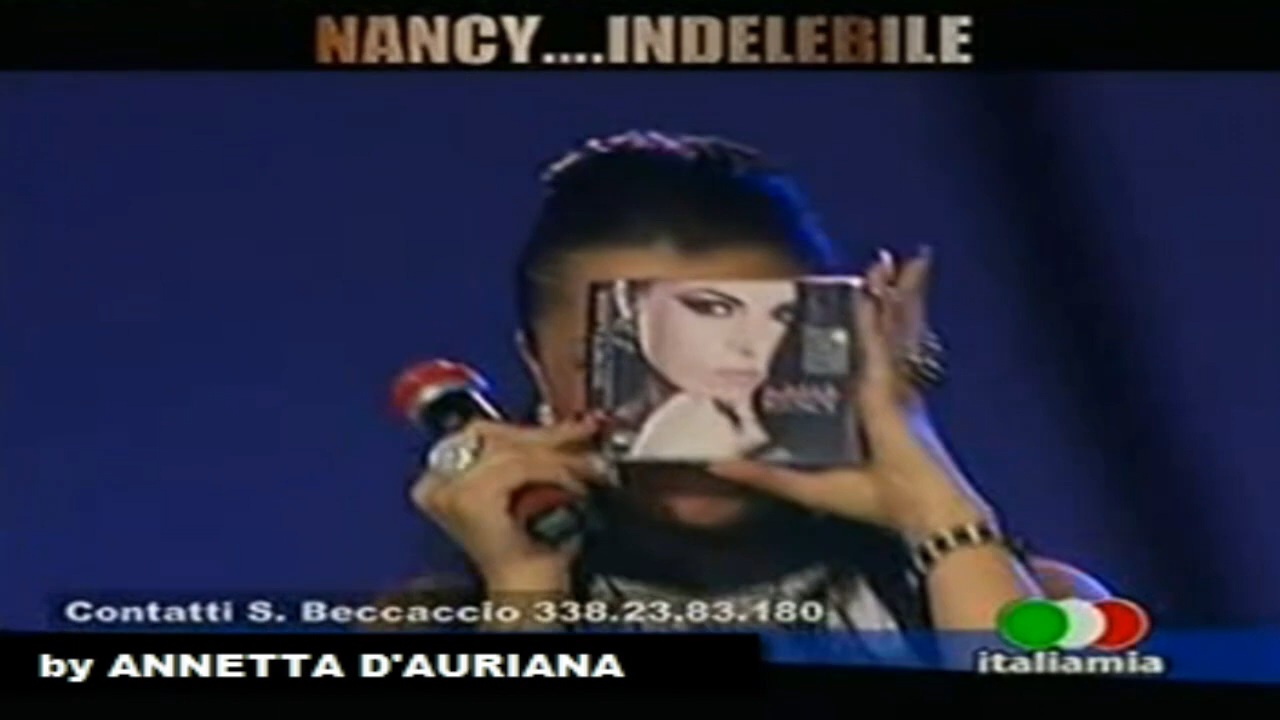 NANCY....INDELEBILE
Contatti S. Beccaccio 338.23.83.180
by ANNETTA D'AURIANA
italiamia